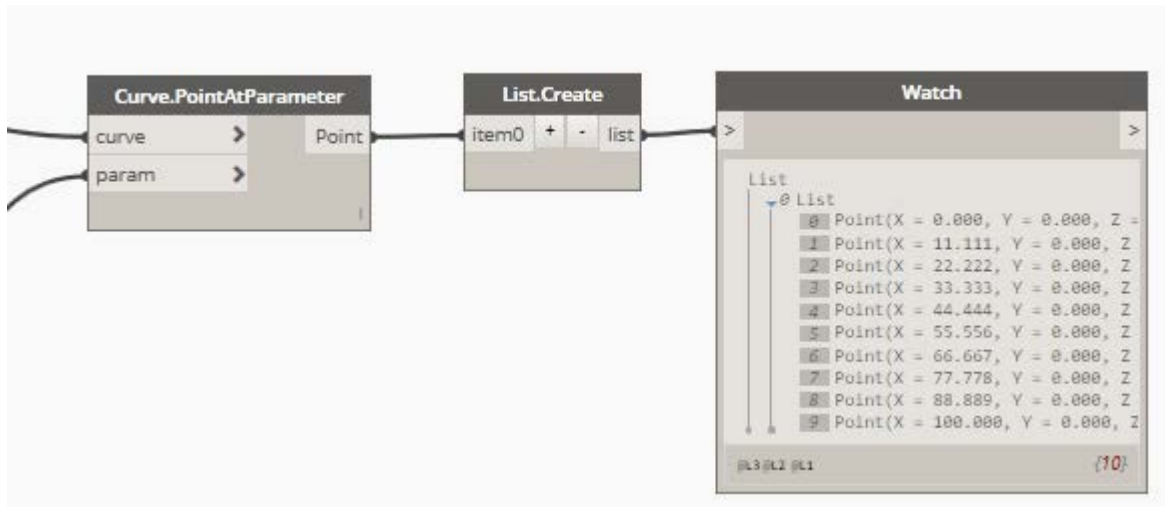 Curve.PointAtParameter
curve > Point
param >
List.Create
item0 + - list
Watch
> >
List
0 List
0 Point(X = 0.000, Y = 0.000, Z =
1 Point(X = 11.111, Y = 0.000, Z
2 Point(X = 22.222, Y = 0.000, Z
3 Point(X = 33.333, Y = 0.000, Z
4 Point(X = 44.444, Y = 0.000, Z
5 Point(X = 55.556, Y = 0.000, Z
6 Point(X = 66.667, Y = 0.000, Z
7 Point(X = 77.778, Y = 0.000, Z
8 Point(X = 88.889, Y = 0.000, Z
9 Point(X = 100.000, Y = 0.000, Z
@L3 @L2 @L1 {10}